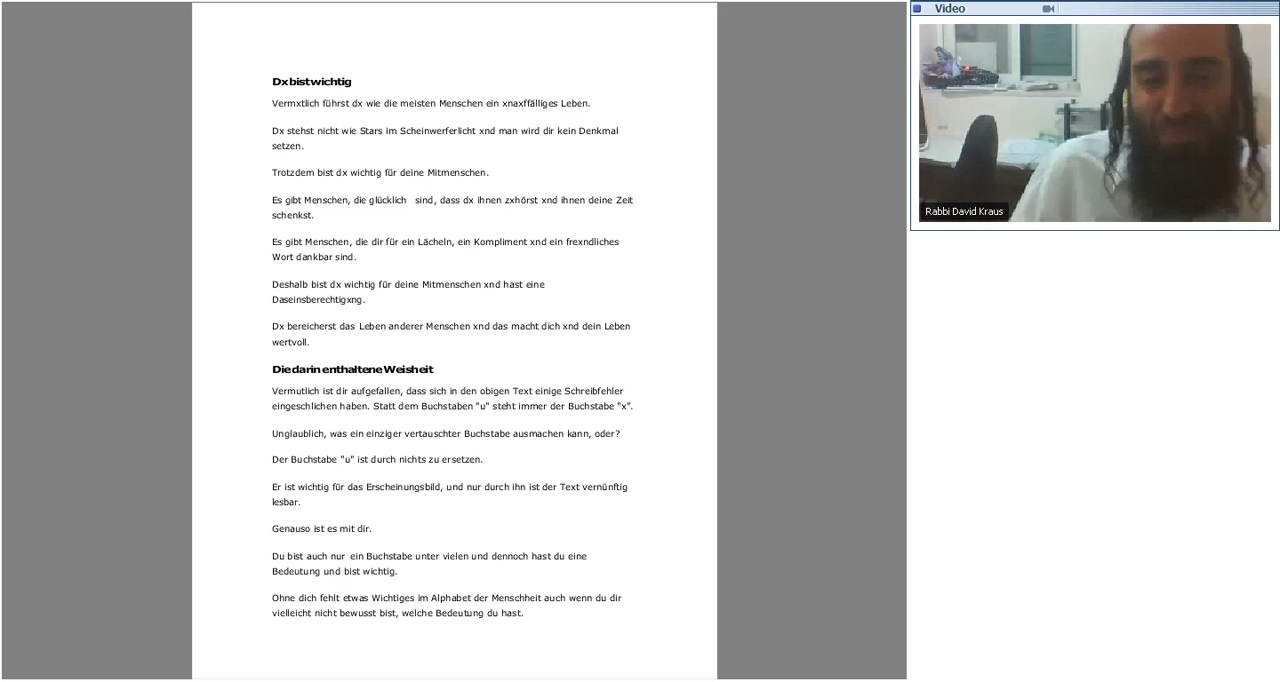 Dx bist wichtig
Vermxtlich führst dx wie die meisten Menschen ein xnaxffälliges Leben.
Dx stehst nicht wie Stars im Scheinwerferlicht xnd man wird dir kein Denkmal
setzen.
Trotzdem bist dx wichtig für deine Mitmenschen.
Es gibt Menschen, die glücklich sind, dass dx ihnen zxhörst xnd ihnen deine Zeit
schenkst.
Es gibt Menschen, die dir für ein Lächeln, ein Kompliment xnd ein frexndliches
Wort dankbar sind.
Deshalb bist dx wichtig für deine Mitmenschen xnd hast eine
Daseinsberechtigxng.
Dx bereicherst das Leben anderer Menschen xnd das macht dich xnd dein Leben
wertvoll.
Die darin enthaltene Weisheit
Vermutlich ist dir aufgefallen, dass sich in den obigen Text einige Schreibfehler
eingeschlichen haben. Statt dem Buchstaben "u" steht immer der Buchstabe "x".
Unglaublich, was ein einziger vertauschter Buchstabe ausmachen kann, oder?
Der Buchstabe "u" ist durch nichts zu ersetzen.
Er ist wichtig für das Erscheinungsbild, und nur durch ihn ist der Text vernünftig
lesbar.
Genauso ist es mit dir.
Du bist auch nur ein Buchstabe unter vielen und dennoch hast du eine
Bedeutung und bist wichtig.
Ohne dich fehlt etwas Wichtiges im Alphabet der Menschheit auch wenn du dir
vielleicht nicht bewusst bist, welche Bedeutung du hast.
Video
Rabbi David Kraus